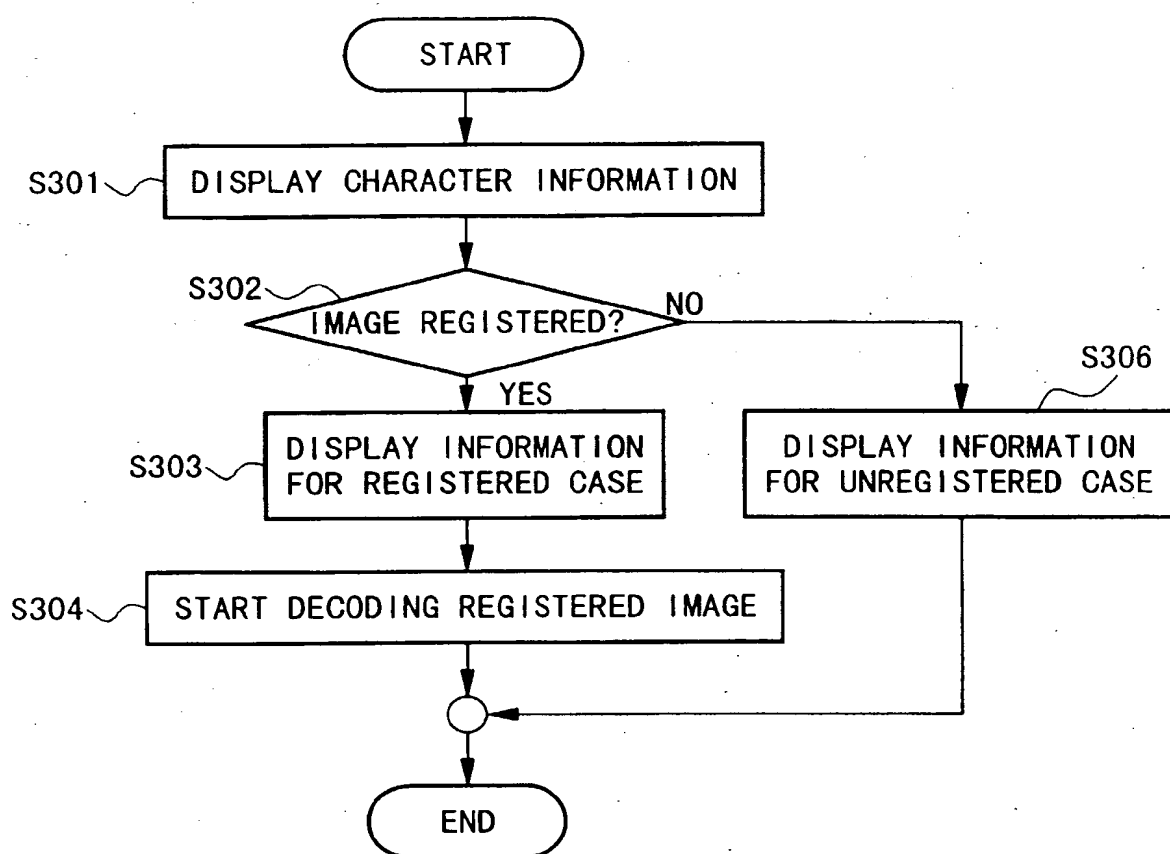 START
S301
DISPLAY CHARACTER INFORMATION
S302
IMAGE REGISTERED?
NO
YES
S303
DISPLAY INFORMATION
FOR REGISTERED CASE
S306
DISPLAY INFORMATION
FOR UNREGISTERED CASE
S304
START DECODING REGISTERED IMAGE
END